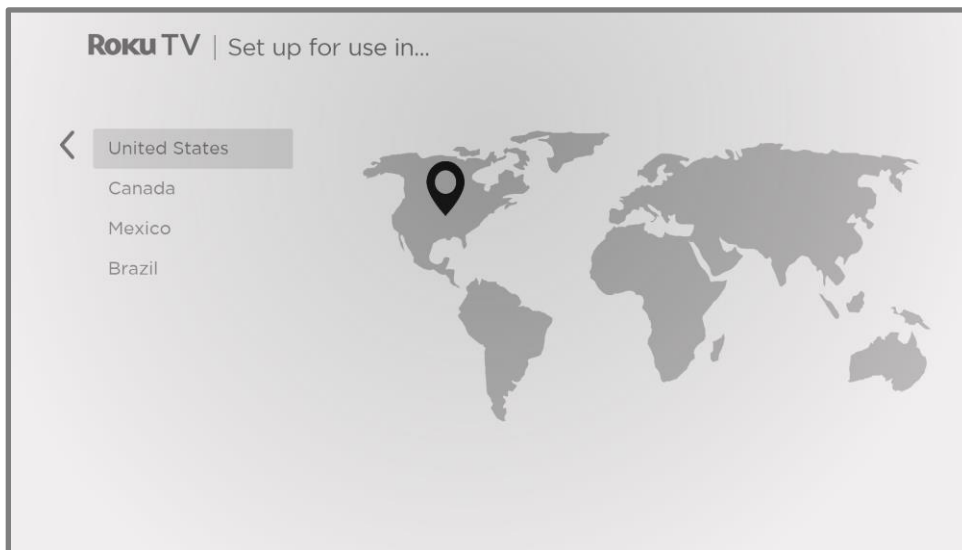 Roku TV | Set up for use in...
United States
Canada
Mexico
Brazil